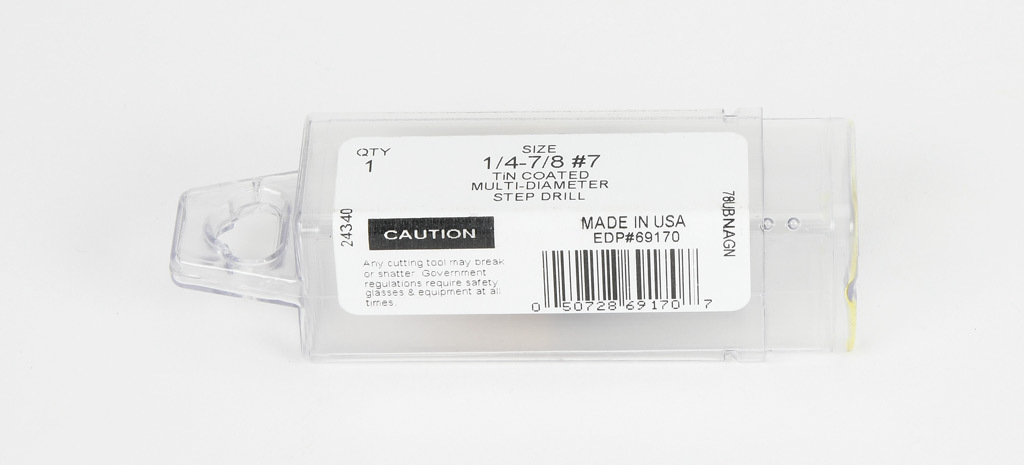 QTY
1
SIZE
1/4-7/8 #7
TiN COATED
MULTI-DIAMETER
STEP DRILL
24340
CAUTION
Any cutting tool may break
or shatter. Government
regulations require safety
glasses & equipment at all
times.
MADE IN USA
EDP#69170
0 50728 69170 7
78UBNAGN